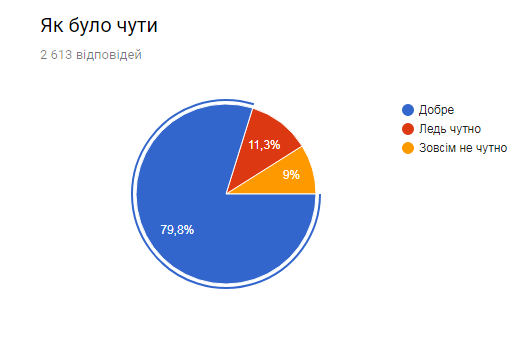 Як було чути
2 613 відповідей
Добре
Ледь чутно
Зовсім не чутно
11,3%
9%
79,8%